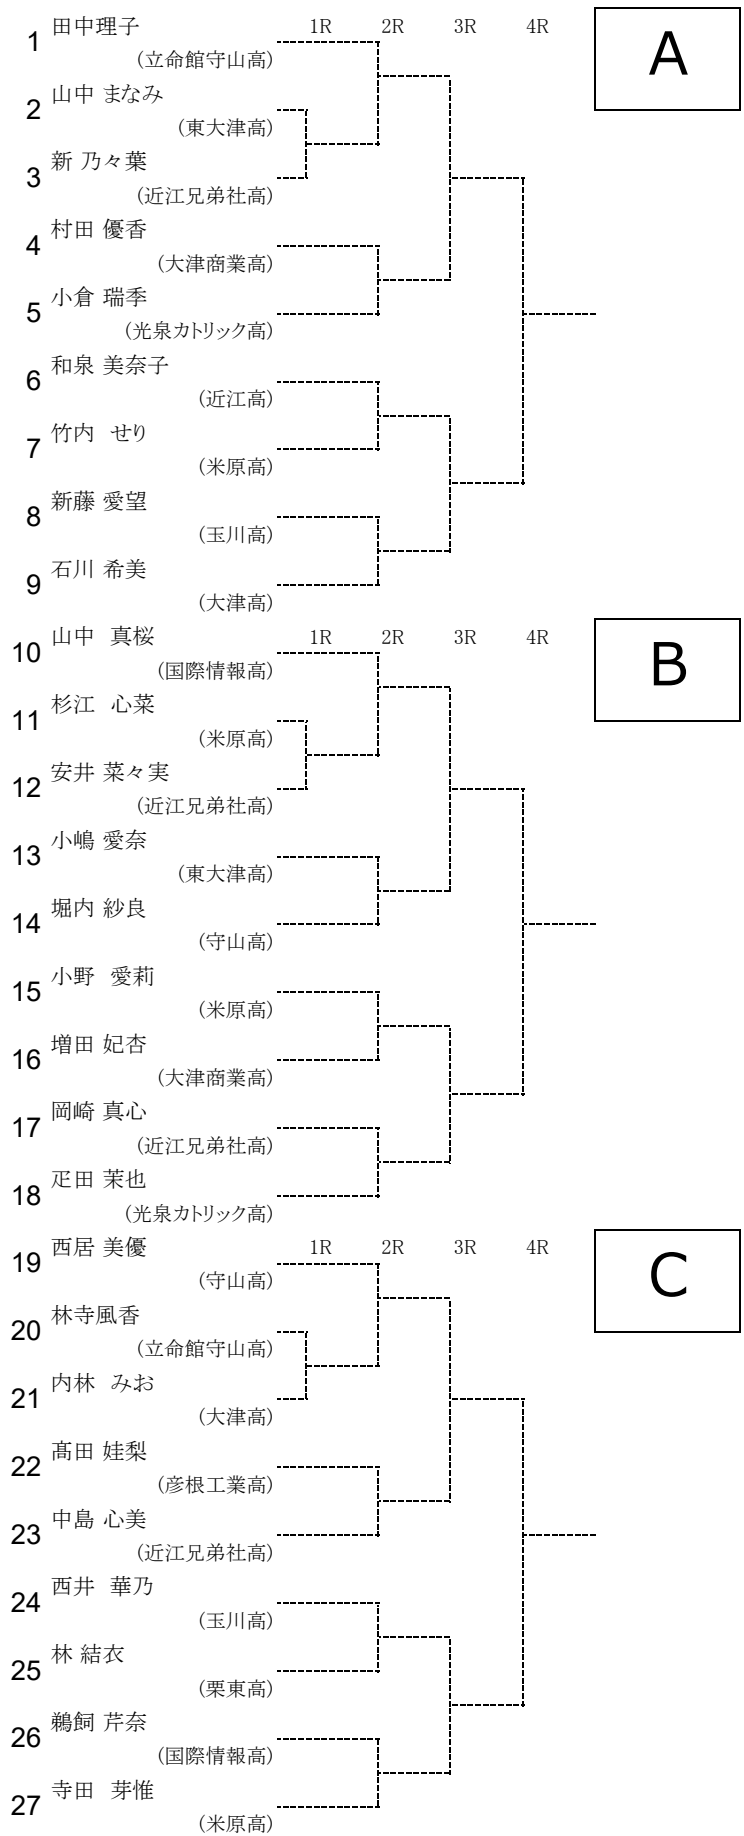 田中理子 1R 2R 3R 4R A
1
(立命館守山高)
山中 まなみ
2
(東大津高)
新 乃々葉
3
(近江兄弟社高)
村田 優香
4
(大津商業高)
小倉 瑞季
5
(光泉カトリック高)
和泉 美奈子
6
(近江高)
竹内 せり
7
(米原高)
新藤 愛望
8
(玉川高)
石川 希美
9
(大津高)
山中 真桜 1R 2R 3R 4R B
10
(国際情報高)
杉江 心菜
11
(米原高)
安井 菜々実
12
(近江兄弟社高)
小嶋 愛奈
13
(東大津高)
堀内 紗良
14
(守山高)
小野 愛莉
15
(米原高)
増田 妃杏
16
(大津商業高)
岡崎 真心
17
(近江兄弟社高)
疋田 茉也
18
(光泉カトリック高)
西居 美優 1R 2R 3R 4R C
19
(守山高)
林寺風香
20
(立命館守山高)
内林 みお
21
(大津高)
髙田 娃梨
22
(彦根工業高)
中島 心美
23
(近江兄弟社高)
西井 華乃
24
(玉川高)
林 結衣
25
(栗東高)
鵜飼 芹奈
26
(国際情報高)
寺田 芽惟
27
(米原高)